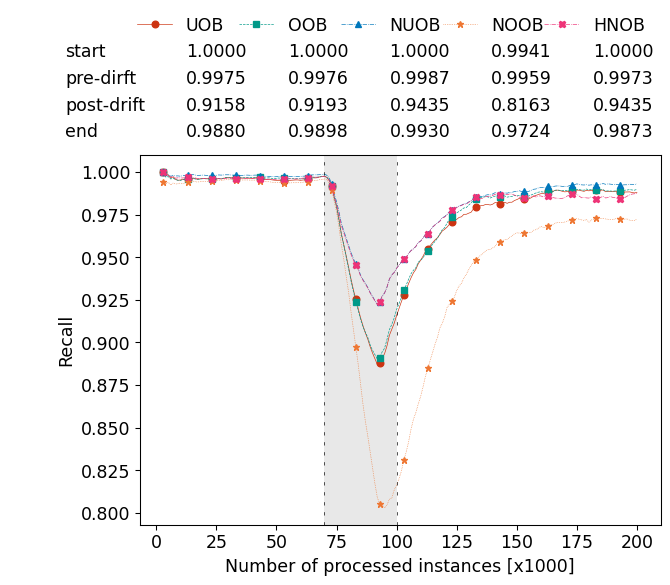 UOB OOB NUOB NOOB HNOB
start 1.0000 1.0000 1.0000 0.9941 1.0000
pre-dirft 0.9975 0.9976 0.9987 0.9959 0.9973
post-drift 0.9158 0.9193 0.9435 0.8163 0.9435
end 0.9880 0.9898 0.9930 0.9724 0.9873
1.000
0.975
0.950
0.925
0.900
0.875
0.850
0.825
0.800
Recall
0 25 50 75 100 125 150 175 200
Number of processed instances [x1000]